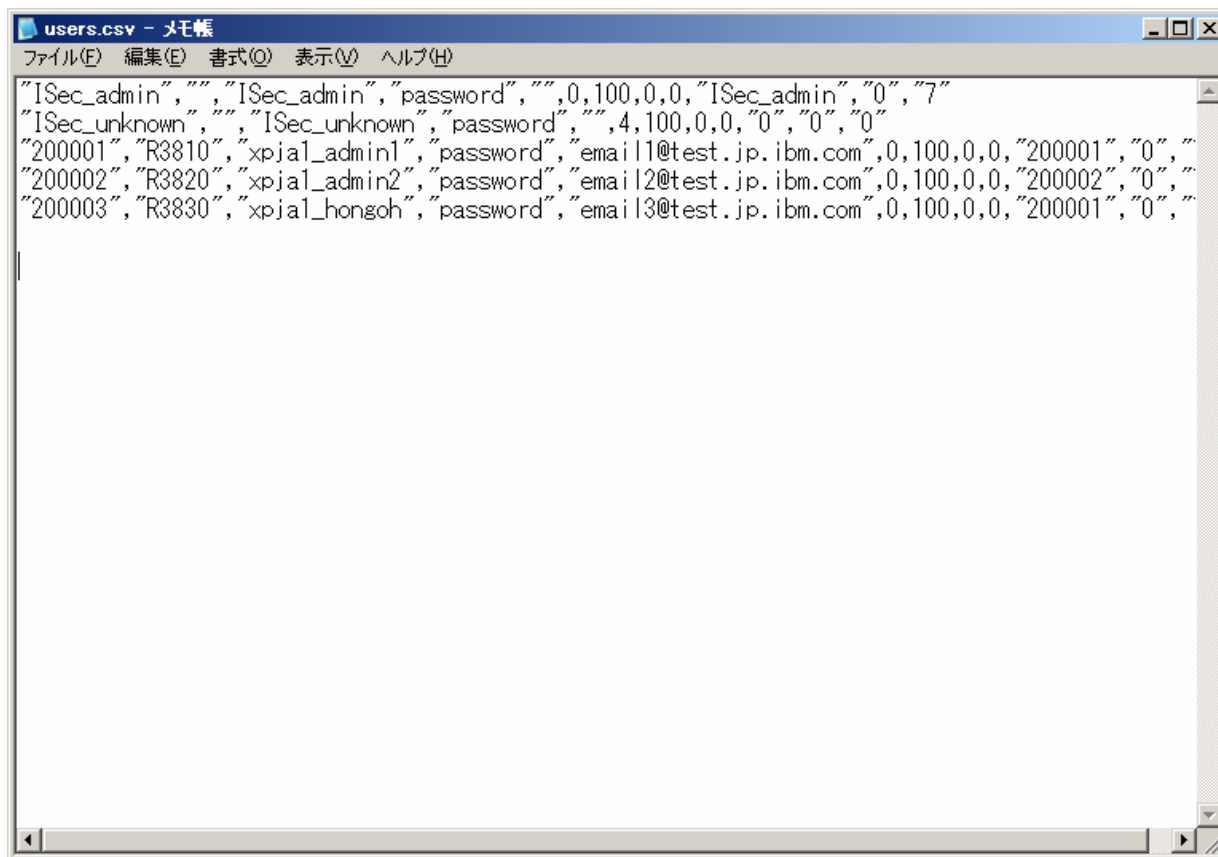 users.csv - メモ帳
ファイル(F) 編集(E) 書式(O) 表示(V) ヘルプ(H)
"ISec_admin","","ISec_admin","password","",0,100,0,0,"ISec_admin","0","7"
"ISec_unknown","","ISec_unknown","password","",4,100,0,0,"0","0","0"
"200001","R3810","xpja1_admin1","password","email1@test.jp.ibm.com",0,100,0,0,"200001","0","
"200002","R3820","xpja1_admin2","password","email2@test.jp.ibm.com",0,100,0,0,"200002","0","
"200003","R3830","xpja1_hongoh","password","email3@test.jp.ibm.com",0,100,0,0,"200001","0","